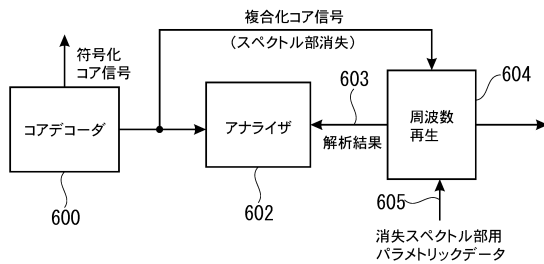 複合化コア信号
(スペクトル部消失)
符号化
コア信号
603
604
コアデコーダ
アナライザ
周波数
再生
解析結果
600
602
605
消失スペクトル部用
パラメトリックデータ